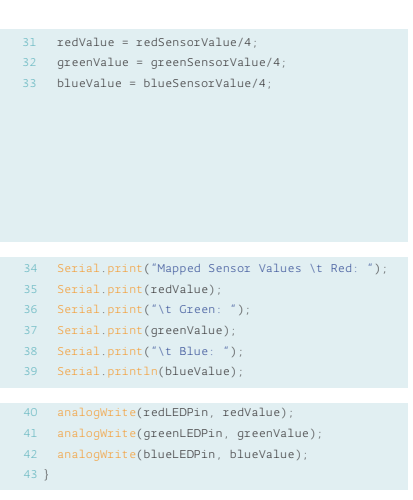 31 redValue = redSensorValue/4;
32 greenValue = greenSensorValue/4;
33 blueValue = blueSensorValue/4;
34 Serial.print(“Mapped Sensor Values \t Red: “);
35 Serial.print(redValue);
36 Serial.print(“\t Green: “);
37 Serial.print(greenValue);
38 Serial.print(“\t Blue: “);
39 Serial.println(blueValue);
40 analogWrite(redLEDPin, redValue);
41 analogWrite(greenLEDPin, greenValue);
42 analogWrite(blueLEDPin, blueValue);
43 }